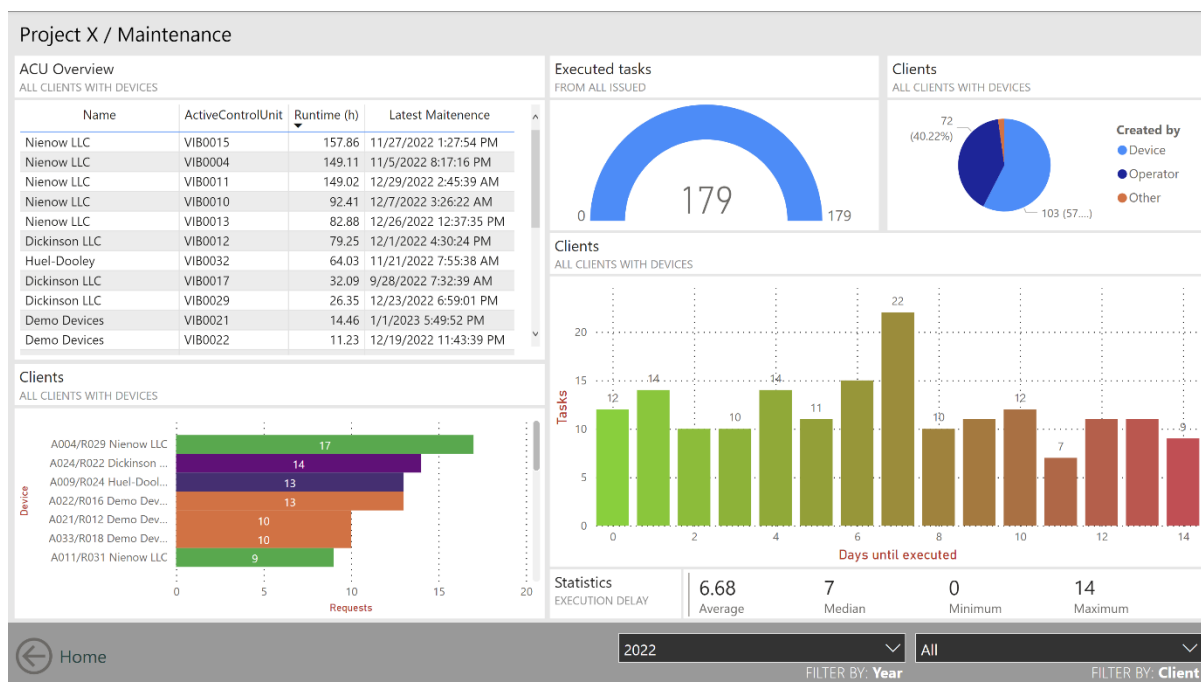 Project X / Maintenance
ACU Overview
ALL CLIENTS WITH DEVICES
Name ActiveControlUnit Runtime (h) Latest Maitenence
Nienow LLC VIB0015 157.86 11/27/2022 1:27:54 PM
Nienow LLC VIB0004 149.11 11/5/2022 8:17:16 PM
Nienow LLC VIB0011 149.02 12/29/2022 2:45:39 AM
Nienow LLC VIB0010 92.41 12/7/2022 3:26:22 AM
Nienow LLC VIB0013 82.88 12/26/2022 12:37:35 PM
Dickinson LLC VIB0012 79.25 12/1/2022 4:30:24 PM
Huel-Dooley VIB0032 64.03 11/21/2022 7:55:38 AM
Dickinson LLC VIB0017 32.09 9/28/2022 7:32:39 AM
Dickinson LLC VIB0029 26.35 12/23/2022 6:59:01 PM
Demo Devices VIB0021 14.46 1/1/2023 5:49:52 PM
Demo Devices VIB0022 11.23 12/19/2022 11:43:39 PM
Executed tasks
FROM ALL ISSUED
179
0
179
Clients
ALL CLIENTS WITH DEVICES
72
(40.22%)
103 (57....)
Created by
Device
Operator
Other
Clients
ALL CLIENTS WITH DEVICES
Device
A004/R029 Nienow LLC 17
A024/R022 Dickinson ... 14
A009/R024 Huel-Dool... 13
A022/R016 Demo Dev... 13
A021/R012 Demo Dev... 10
A033/R018 Demo Dev... 10
A011/R031 Nienow LLC 9
0 5 10 15 20
Requests
Clients
ALL CLIENTS WITH DEVICES
Tasks
20
15
10
5
0
12 14 10 14 11 22 10 12 7 9
0 2 4 6 8 10 12 14
Days until executed
Statistics
EXECUTION DELAY
6.68 7 0 14
Average Median Minimum Maximum
Home
2022
FILTER BY: Year
All
FILTER BY: Client